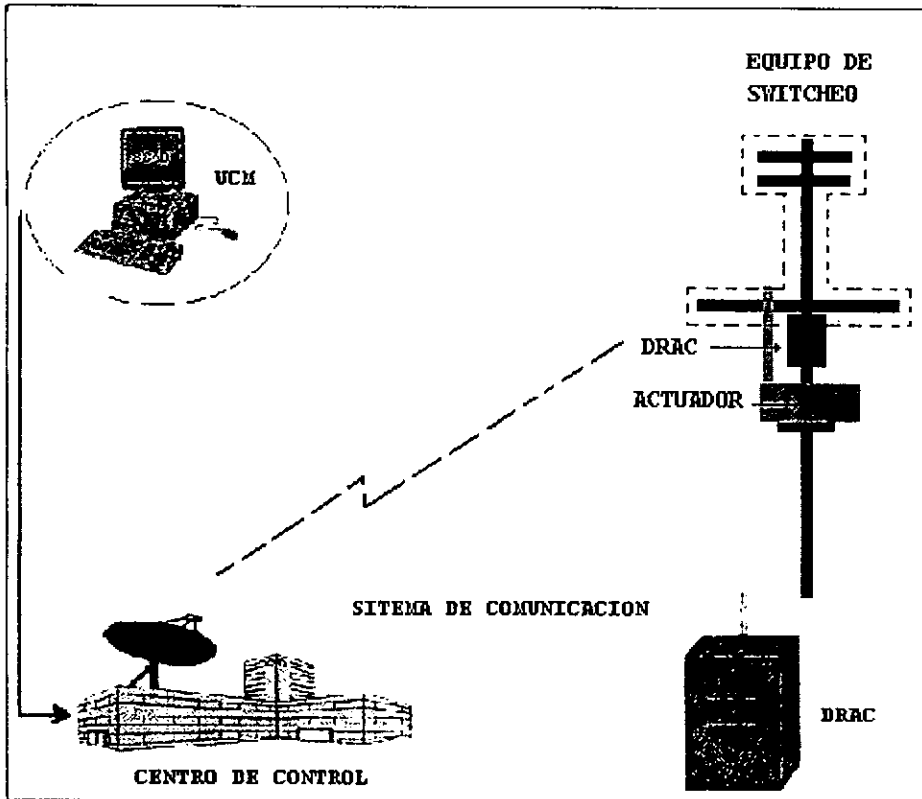 EQUIPO DE
SWITCHEO
UCM
DRAC
ACTUADOR
SITEMA DE COMUNICACION
DRAC
CENTRO DE CONTROL